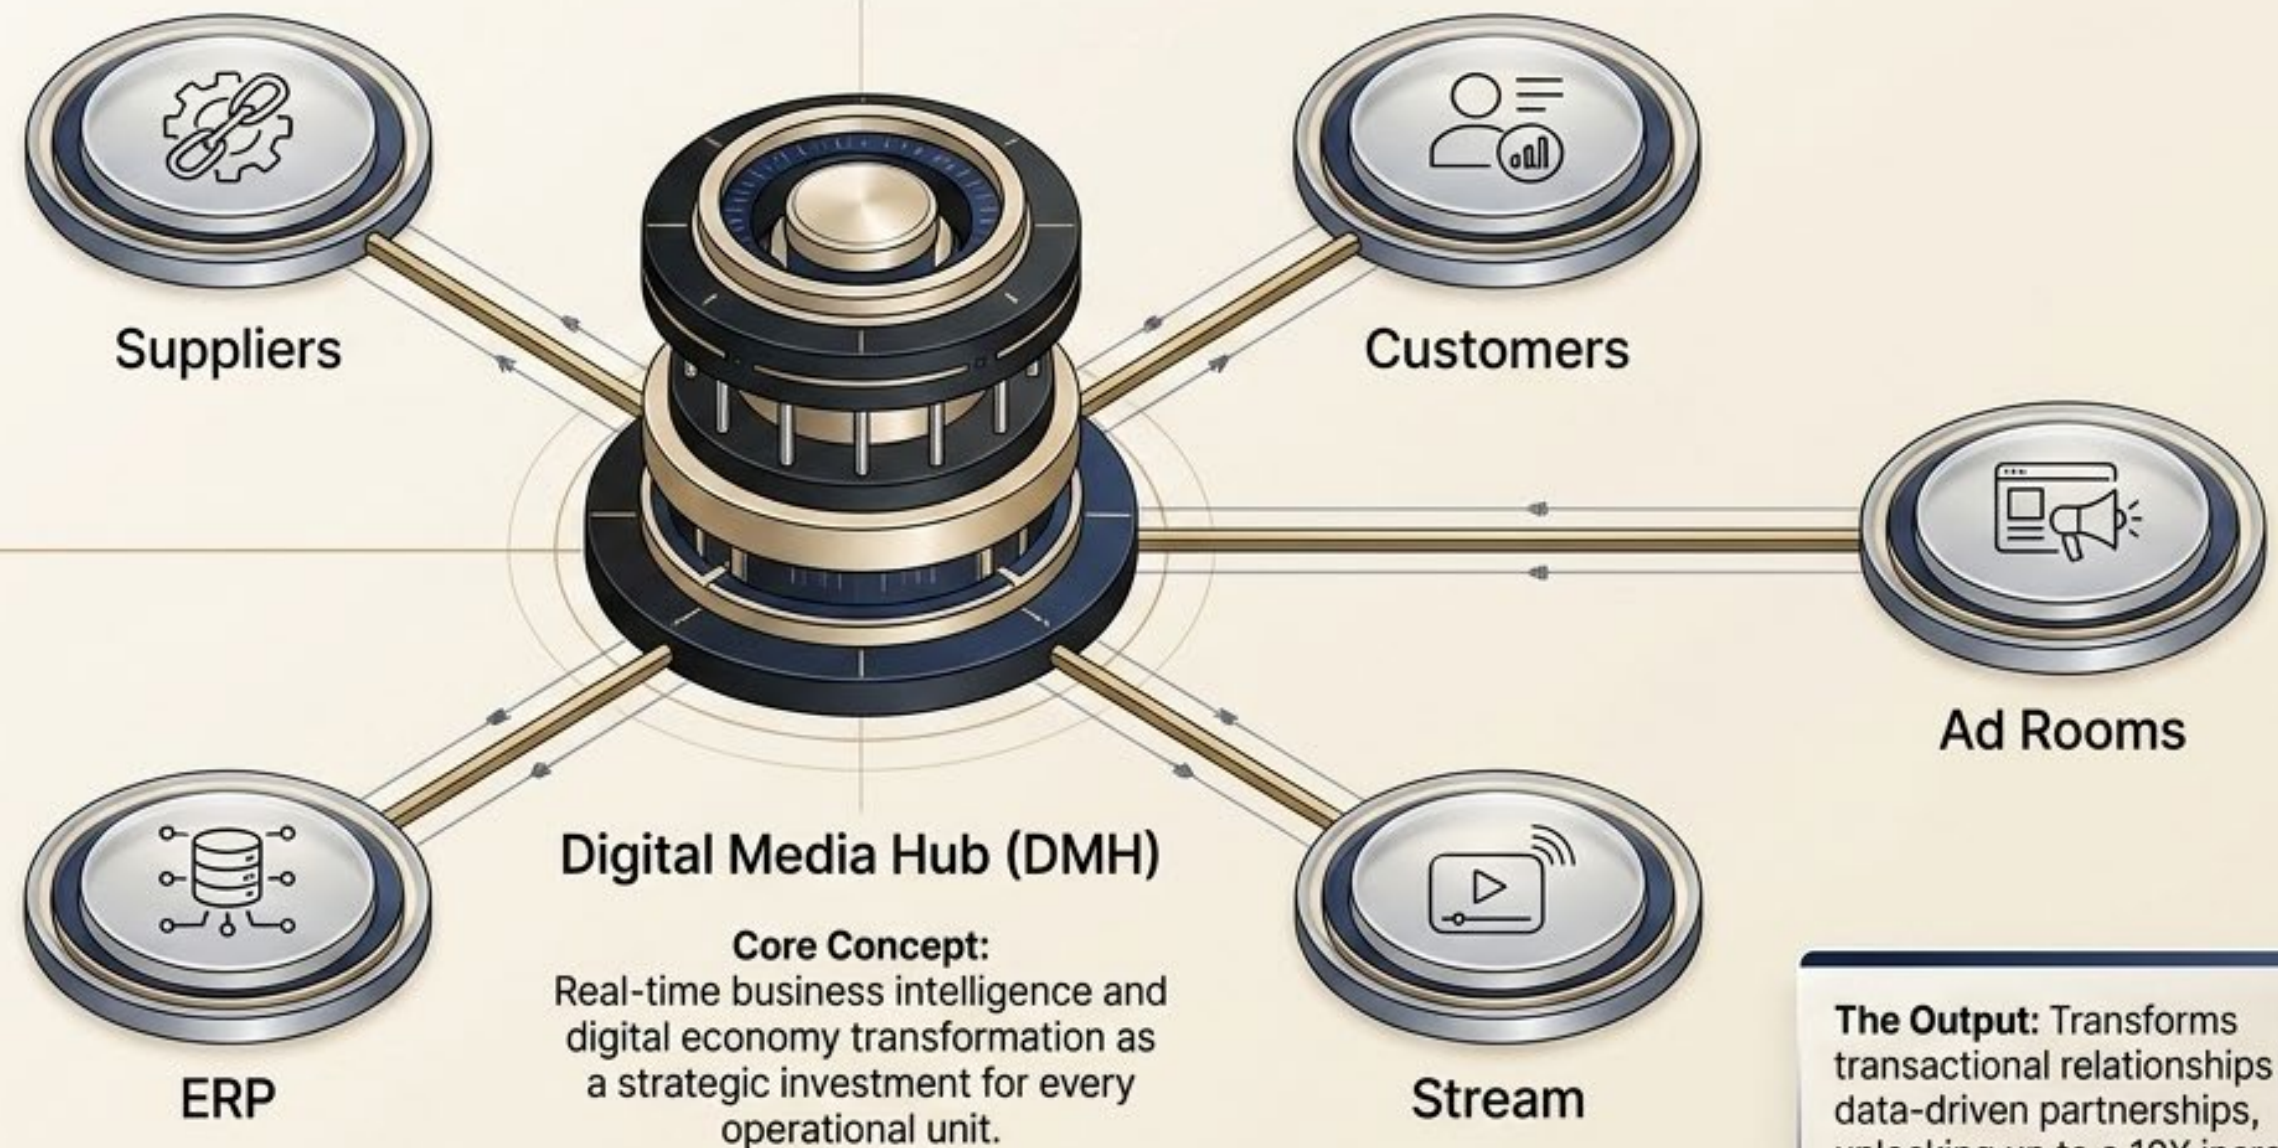 Suppliers
Customers
Ad Rooms
Digital Media Hub (DMH)
Core Concept:
Real-time business intelligence and
digital economy transformation as
a strategic investment for every
operational unit.
ERP
Stream
The Output: Transforms
transactional relationships
data-driven partnerships,